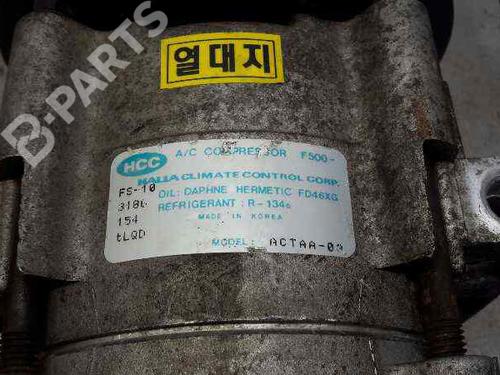 열대지
B-PARTS
HCC
A/C COMPRESSOR F500-
HALLA CLIMATE CONTROL CORP.
FS-10 OIL: DAPHNE HERMETIC FD46XG
318L REFRIGERANT : R-134a
154 MADE IN KOREA
tLQD MODEL: ACTAA-03